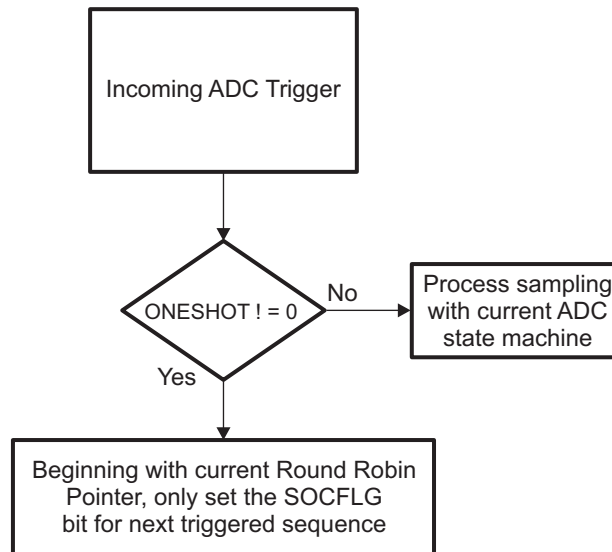 Incoming ADC Trigger
ONESHOT ! = 0
No
Process sampling
with current ADC
state machine
Yes
Beginning with current Round Robin
Pointer, only set the SOCFLG
bit for next triggered sequence